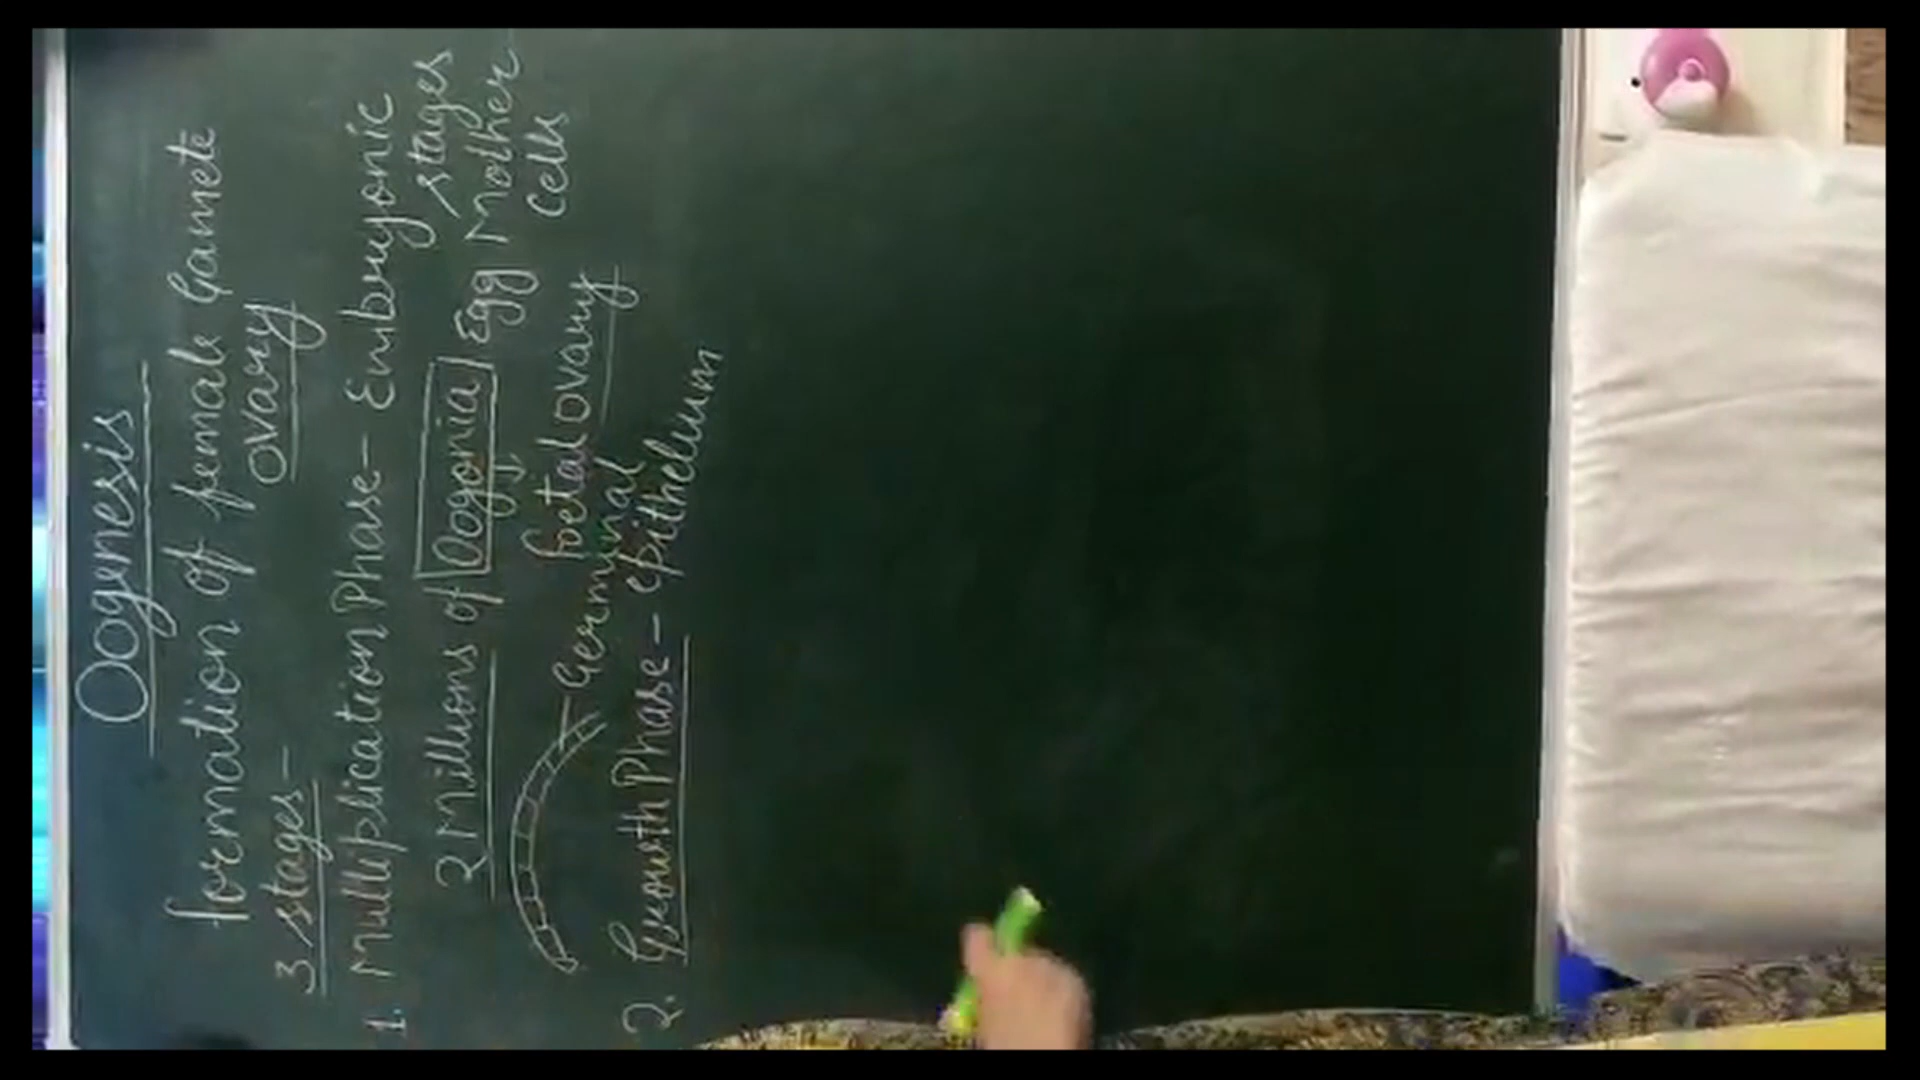 Oogenesis
formation of female Gamete
ovary
3 stages -
1. Multiplication Phase - Embryonic
stages
2 Millions of Oogonia / Egg Mother
cells
foetal ovary
Germinal
epithelium
2. Growth Phase -